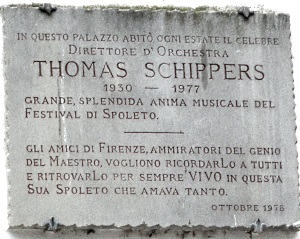 IN QUESTO PALAZZO ABITÒ OGNI ESTATE IL CELEBRE
DIRETTORE D'ORCHESTRA
THOMAS SCHIPPERS
1930 — 1977
GRANDE, SPLENDIDA ANIMA MUSICALE DEL
FESTIVAL DI SPOLETO.
GLI AMICI DI FIRENZE, AMMIRATORI DEL GENIO
DEL MAESTRO, VOGLIONO RICORDARLO A TUTTI
E RITROVARLO PER SEMPRE VIVO IN QUESTA
SUA SPOLETO CHE AMAVA TANTO.
OTTOBRE 1978